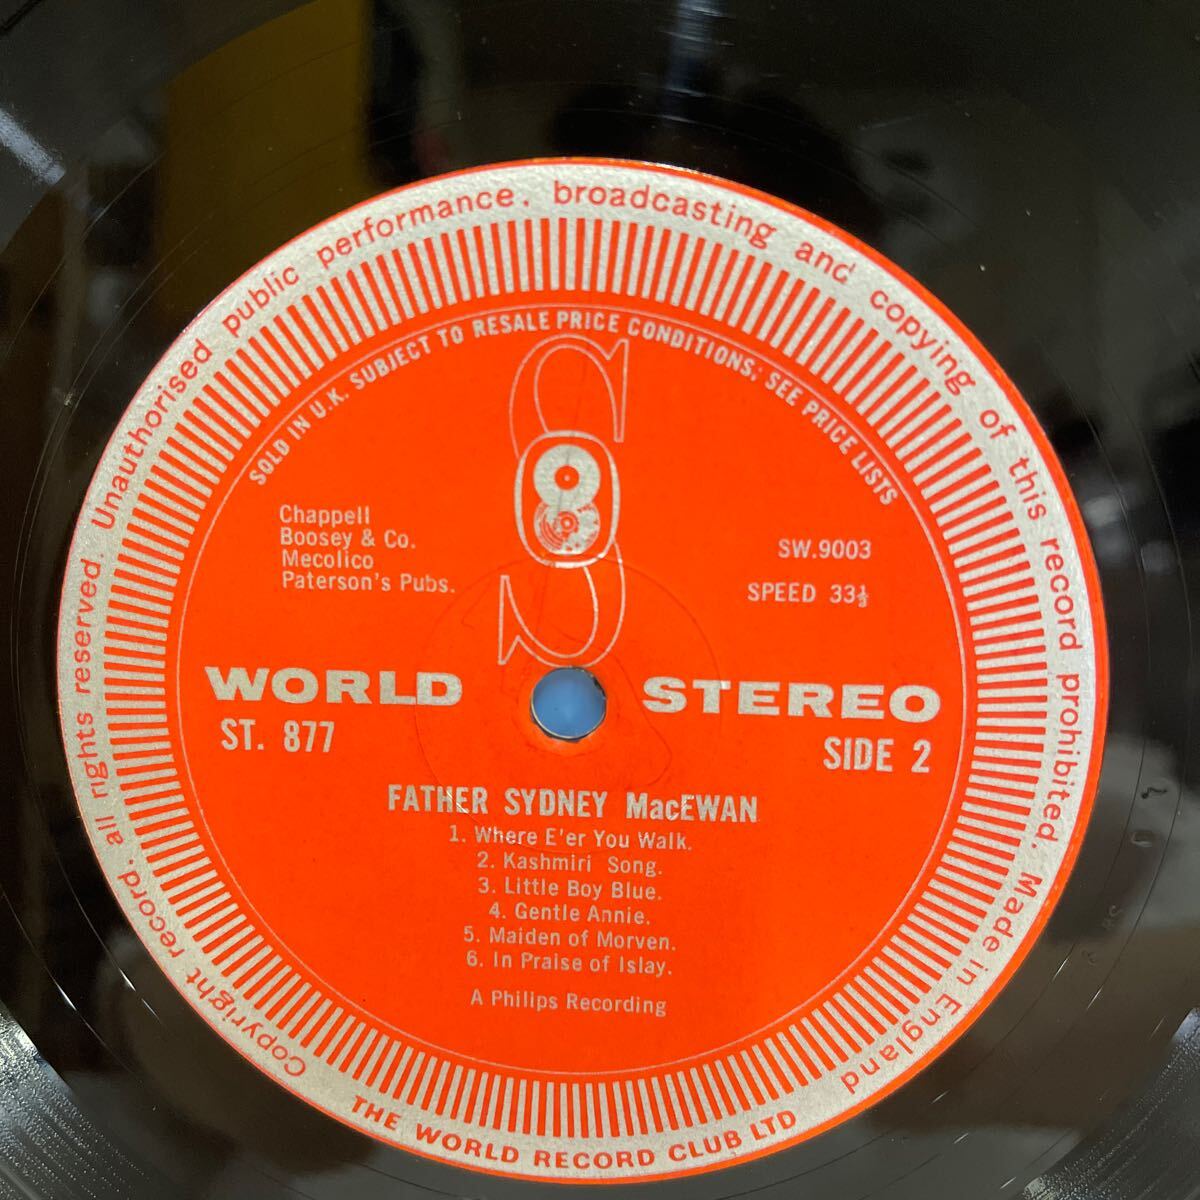 Copyright record, all rights reserved. Unauthorised public performance, broadcasting and copying of this record prohibited. Made in England
THE WORLD RECORD CLUB LTD
SOLD IN U.K. SUBJECT TO RESALE PRICE CONDITIONS; SEE PRICE LISTS
Chappell
Boosey & Co.
Mecolico
Paterson's Pubs.
SW.9003
SPEED 33⅓
WORLD STEREO
ST. 877
SIDE 2
FATHER SYDNEY MacEWAN
1. Where E'er You Walk.
2. Kashmiri Song.
3. Little Boy Blue.
4. Gentle Annie.
5. Maiden of Morven.
6. In Praise of Islay.
A Philips Recording